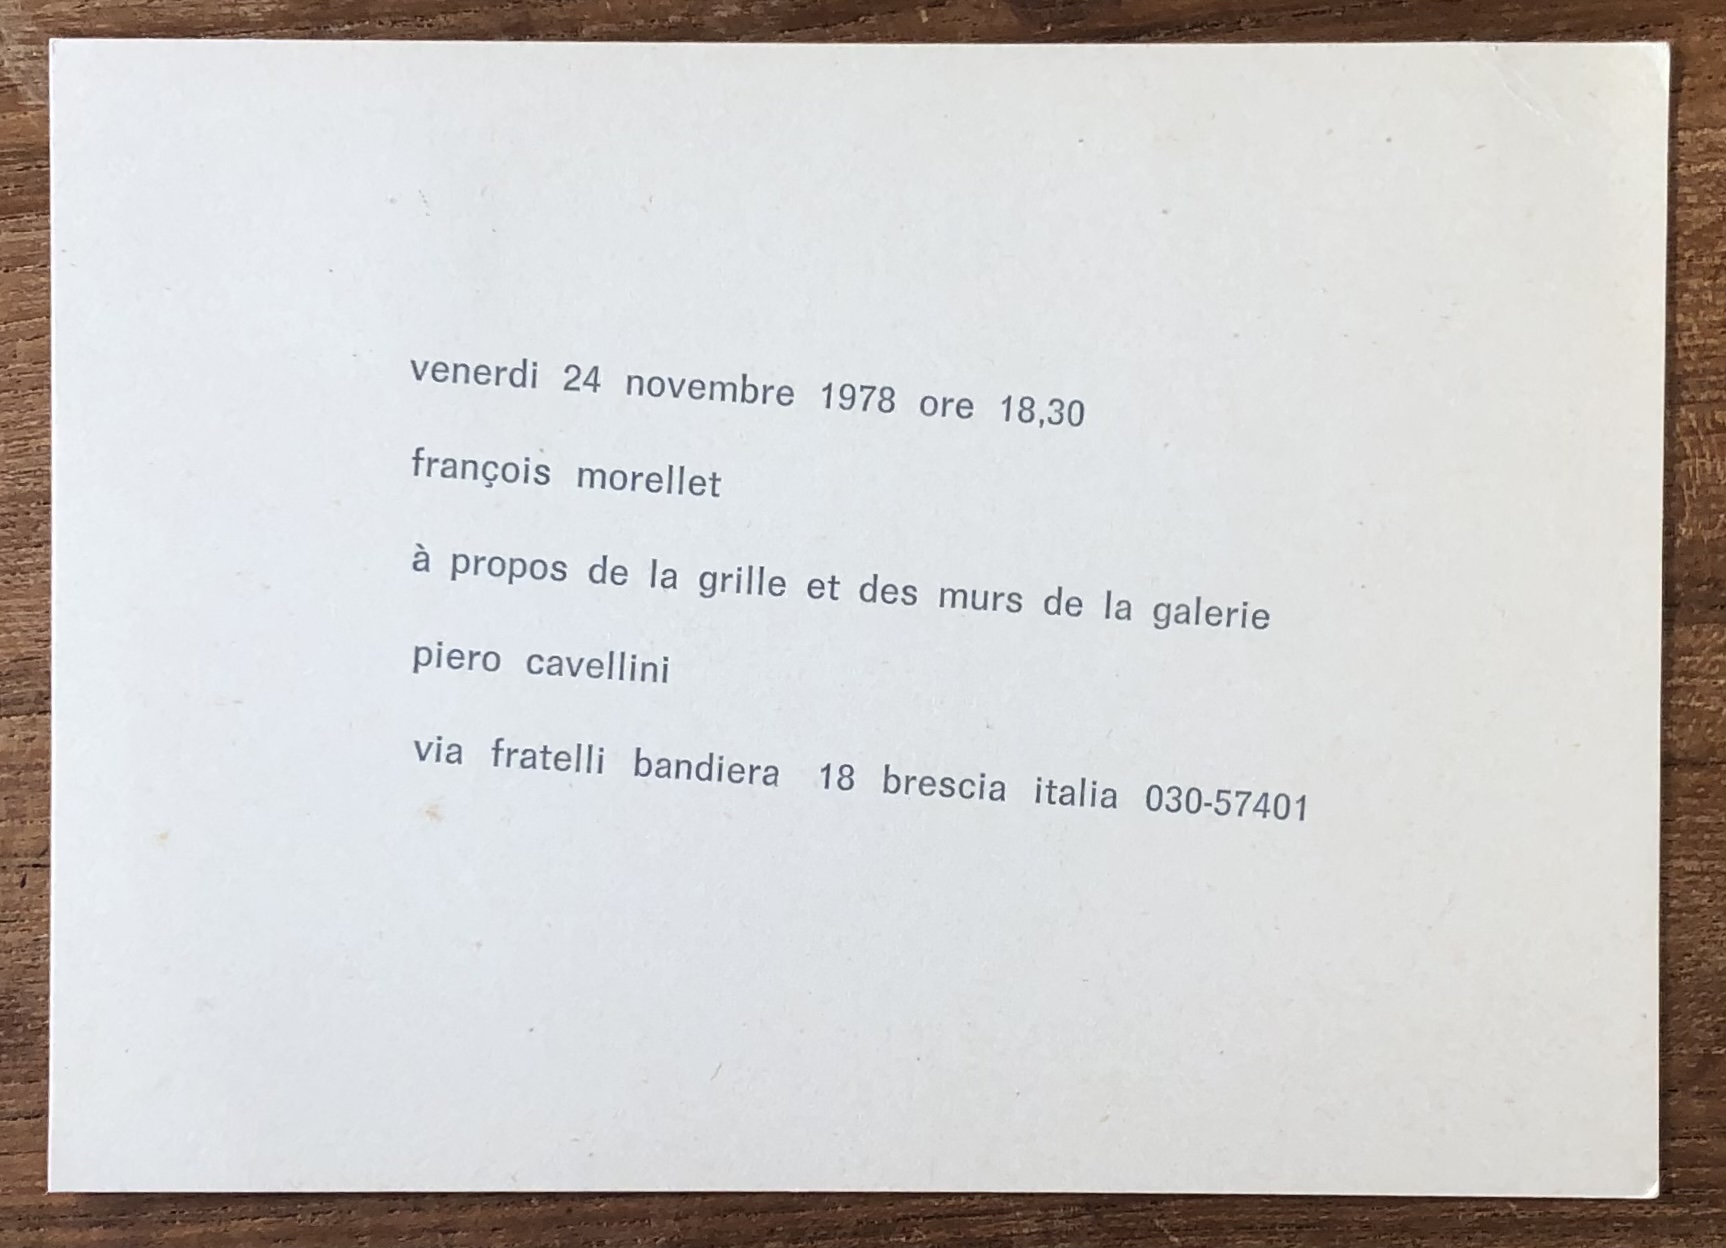 venerdi 24 novembre 1978 ore 18,30
françois morellet
à propos de la grille et des murs de la galerie
piero cavellini
via fratelli bandiera 18 brescia italia 030-57401